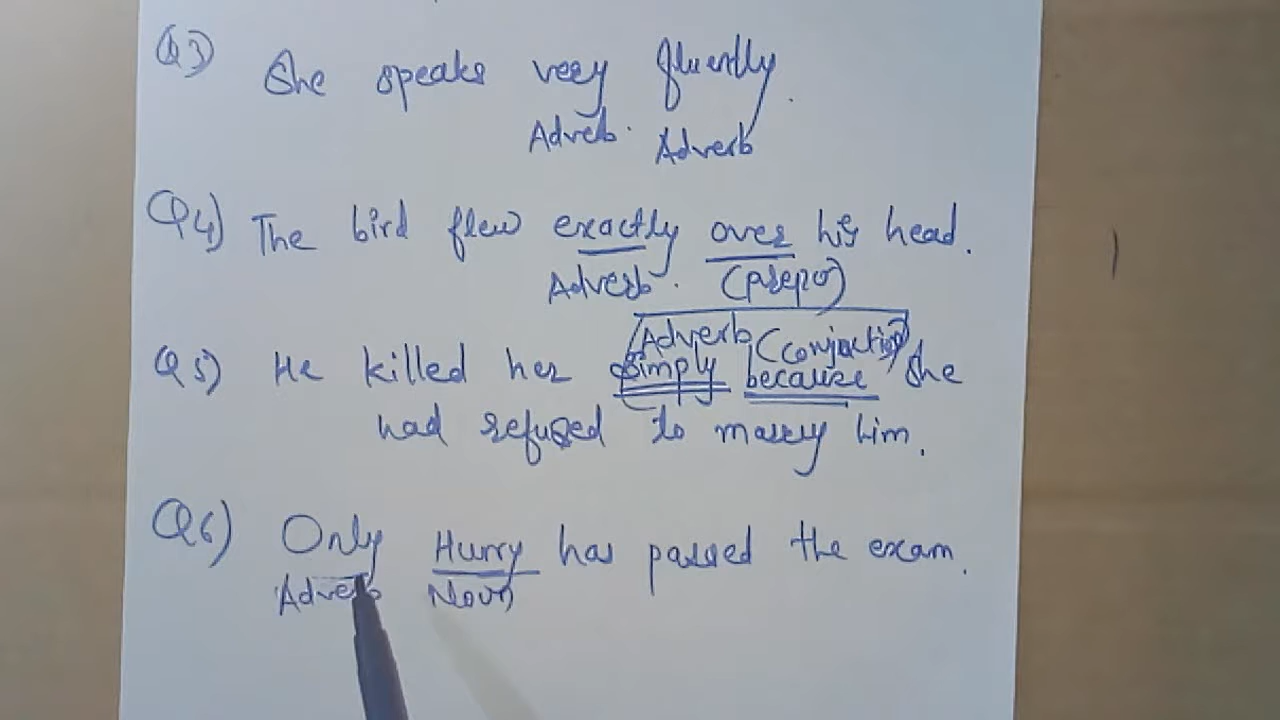 Q3) She speaks very fluently.
Adverb. Adverb
Q4) The bird flew exactly over his head.
Adverb. (prepo)
Adverb (conjaction)
Q5) He killed her simply because she
had refused to marry him.
Q6) Only Hurry has passed the exam.
Adverb Noun